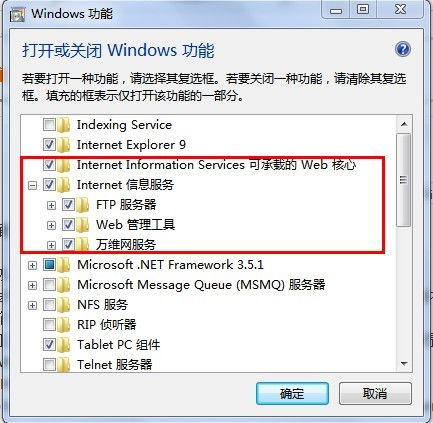 Windows 功能
打开或关闭 Windows 功能
若要打开一种功能，请选择其复选框。若要关闭一种功能，请清除其复选
框。填充的框表示仅打开该功能的一部分。
Indexing Service
Internet Explorer 9
Internet Information Services 可承载的 Web 核心
Internet 信息服务
FTP 服务器
Web 管理工具
万维网服务
Microsoft .NET Framework 3.5.1
Microsoft Message Queue (MSMQ) 服务器
NFS 服务
RIP 侦听器
Tablet PC 组件
Telnet 服务器
确定
取消